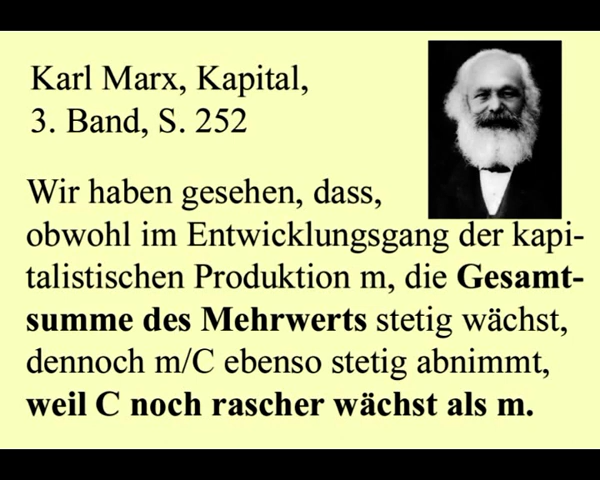 Karl Marx, Kapital,
3. Band, S. 252
Wir haben gesehen, dass,
obwohl im Entwicklungsgang der kapi-
talistischen Produktion m, die Gesamt-
summe des Mehrwerts stetig wächst,
dennoch m/C ebenso stetig abnimmt,
weil C noch rascher wächst als m.